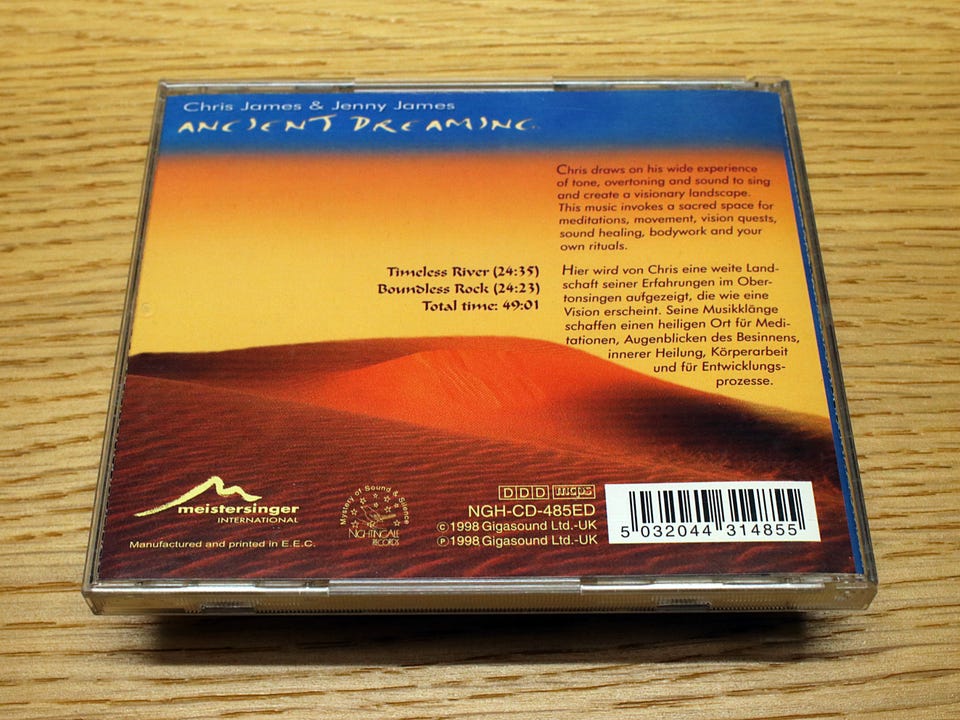 Chris James & Jenny James
ANCIENT DREAMING
Chris draws on his wide experience
of tone, overtoning and sound to sing
and create a visionary landscape.
This music invokes a sacred space for
meditations, movement, vision quests,
sound healing, bodywork and your
own rituals.
Timeless River (24:35)
Boundless Rock (24:23)
Total time: 49:01
Hier wird von Chris eine weite Land-
schaft seiner Erfahrungen im Ober-
tonsingen aufgezeigt, die wie eine
Vision erscheint. Seine Musikklänge
schaffen einen heiligen Ort für Medi-
tationen, Augenblicken des Besinnens,
innerer Heilung, Körperarbeit
und für Entwicklungs-
prozesse.
meistersinger
INTERNATIONAL
Manufactured and printed in E.E.C.
Mystery of Sound & Silence
NIGHTINGALE
RECORDS
DDD mcps
NGH-CD-485ED
©1998 Gigasound Ltd.-UK
℗1998 Gigasound Ltd.-UK
5 032044 314855